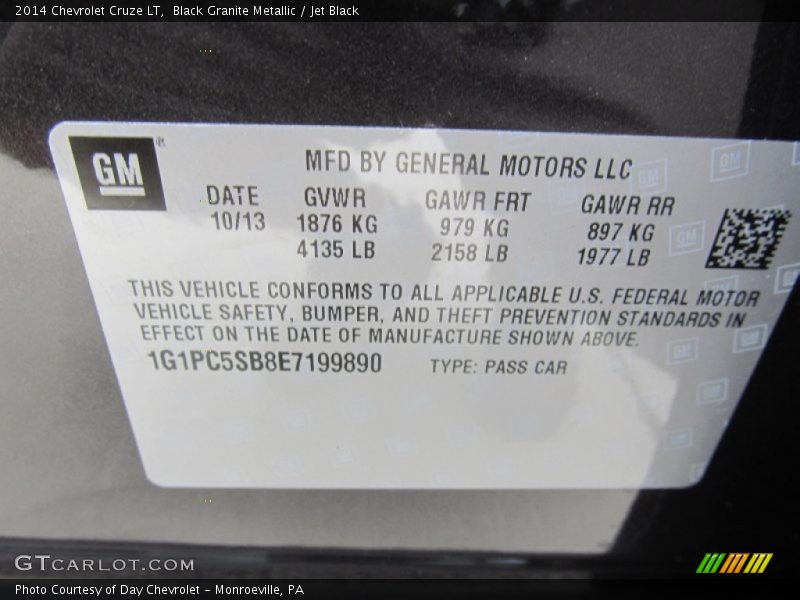 2014 Chevrolet Cruze LT,  Black Granite Metallic / Jet Black
GM
MFD BY GENERAL MOTORS LLC
DATE GVWR GAWR FRT GAWR RR
10/13 1876 KG 979 KG 897 KG
4135 LB 2158 LB 1977 LB
THIS VEHICLE CONFORMS TO ALL APPLICABLE U.S. FEDERAL MOTOR
VEHICLE SAFETY, BUMPER, AND THEFT PREVENTION STANDARDS IN
EFFECT ON THE DATE OF MANUFACTURE SHOWN ABOVE.
1G1PC5SB8E7199890 TYPE: PASS CAR
GTCARLOT.COM
Photo Courtesy of Day Chevrolet - Monroeville, PA